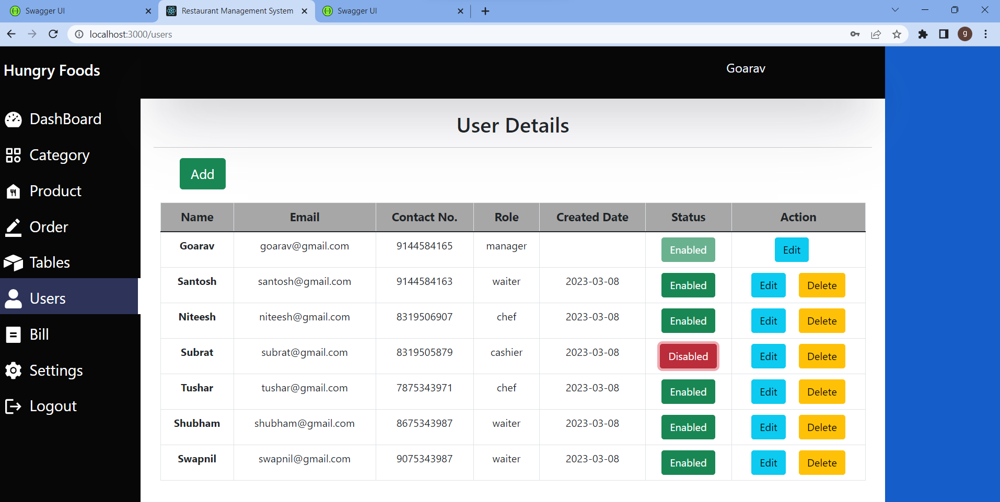 Swagger UI
Restaurant Management System
Swagger UI
localhost:3000/users
g
Hungry Foods
Goarav
DashBoard
Category
Product
Order
Tables
Users
Bill
Settings
Logout
User Details
Add
Name Email Contact No. Role Created Date Status Action
Goarav goarav@gmail.com 9144584165 manager Enabled Edit
Santosh santosh@gmail.com 9144584163 waiter 2023-03-08 Enabled Edit Delete
Niteesh niteesh@gmail.com 8319506907 chef 2023-03-08 Enabled Edit Delete
Subrat subrat@gmail.com 8319505879 cashier 2023-03-08 Disabled Edit Delete
Tushar tushar@gmail.com 7875343971 chef 2023-03-08 Enabled Edit Delete
Shubham shubham@gmail.com 8675343987 waiter 2023-03-08 Enabled Edit Delete
Swapnil swapnil@gmail.com 9075343987 waiter 2023-03-08 Enabled Edit Delete